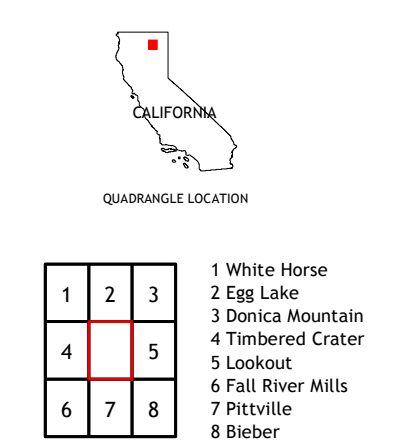 CALIFORNIA
QUADRANGLE LOCATION
1 2 3
4 5
6 7 8
1 White Horse
2 Egg Lake
3 Donica Mountain
4 Timbered Crater
5 Lookout
6 Fall River Mills
7 Pittville
8 Bieber